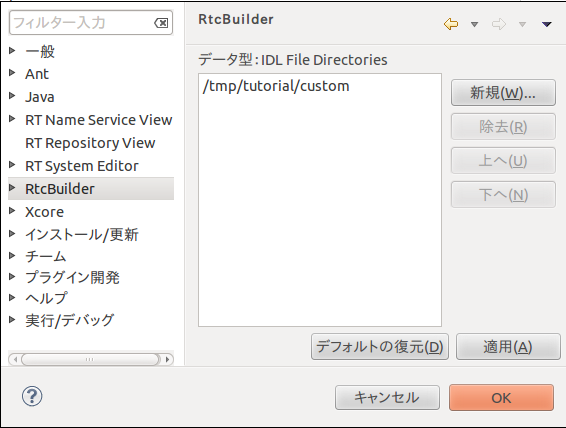 フィルター入力
一般
Ant
Java
RT Name Service View
RT Repository View
RT System Editor
RtcBuilder
Xcore
インストール/更新
チーム
プラグイン開発
ヘルプ
実行/デバッグ
RtcBuilder
データ型：IDL File Directories
/tmp/tutorial/custom
新規(W)...
除去(R)
上へ(U)
下へ(N)
デフォルトの復元(D)
適用(A)
?
キャンセル
OK